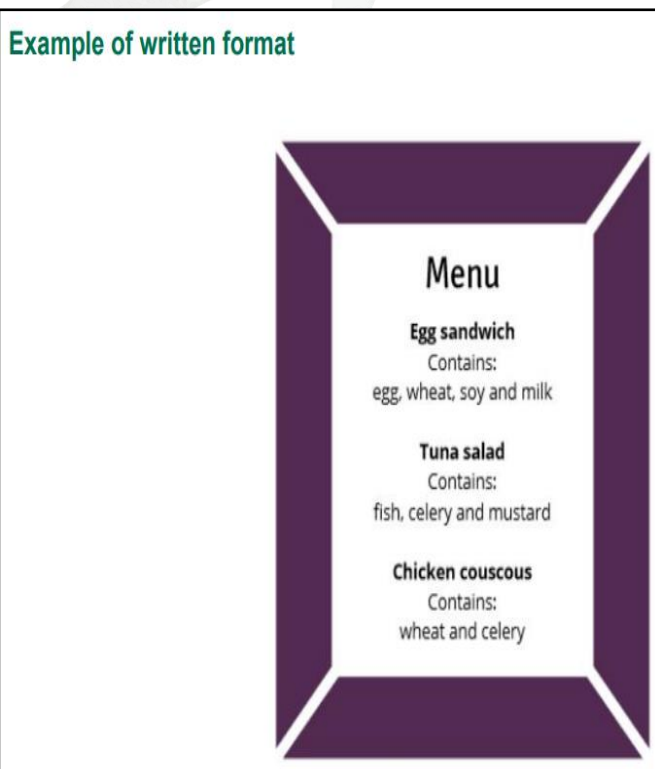 Example of written format
Menu
Egg sandwich
Contains:
egg, wheat, soy and milk
Tuna salad
Contains:
fish, celery and mustard
Chicken couscous
Contains:
wheat and celery